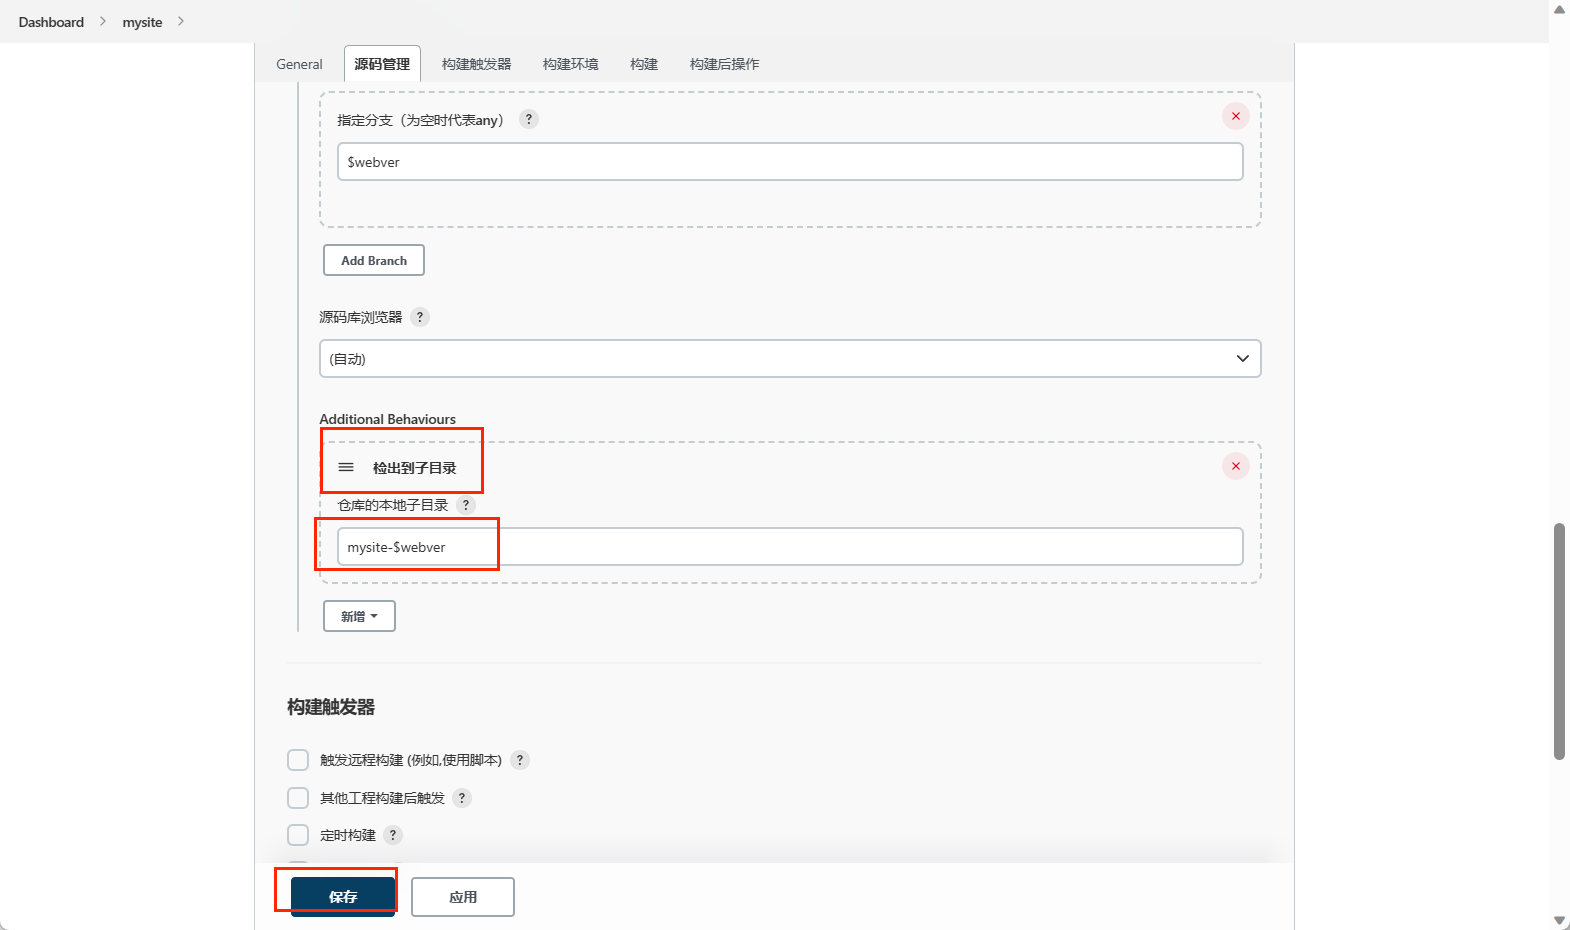 Dashboard > mysite >
General 源码管理 构建触发器 构建环境 构建 构建后操作
指定分支（为空时代表any） ?
$webver
Add Branch
源码库浏览器 ?
(自动)
Additional Behaviours
检出到子目录
仓库的本地子目录 ?
mysite-$webver
新增
构建触发器
触发远程构建 (例如,使用脚本) ?
其他工程构建后触发 ?
定时构建 ?
保存 应用